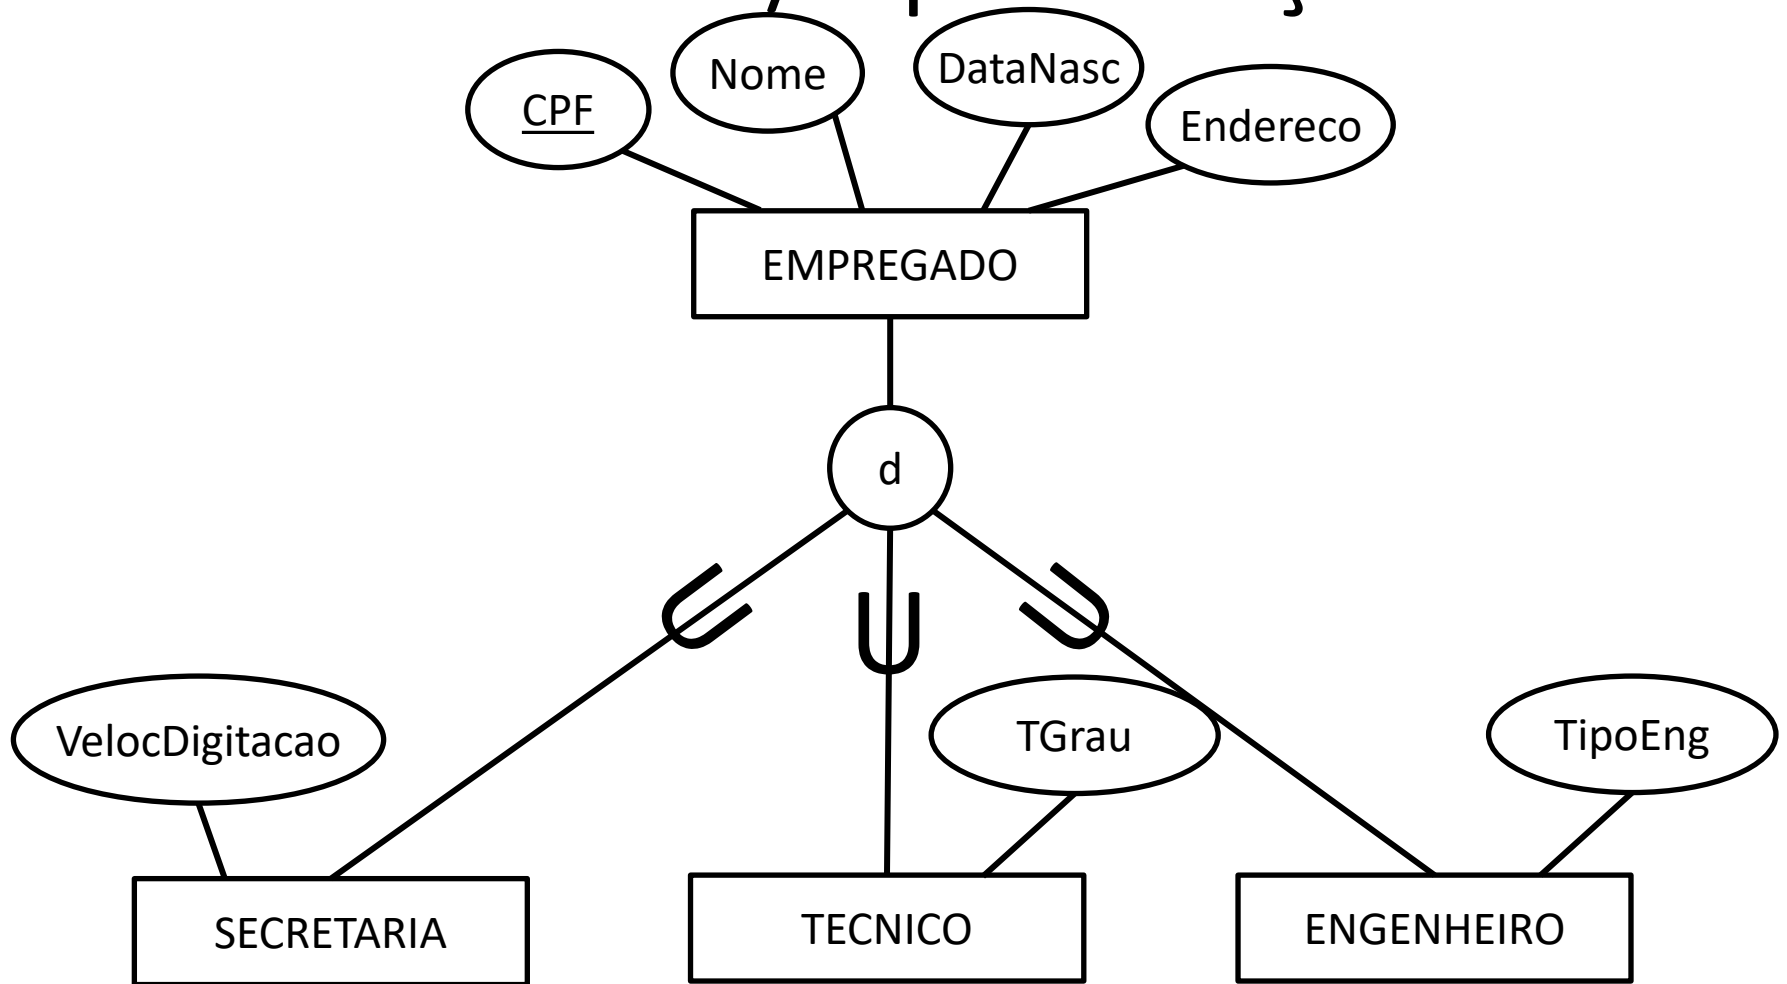 CPF
Nome
DataNasc
Endereco
EMPREGADO
d
VelocDigitacao
TGrau
TipoEng
SECRETARIA
TECNICO
ENGENHEIRO